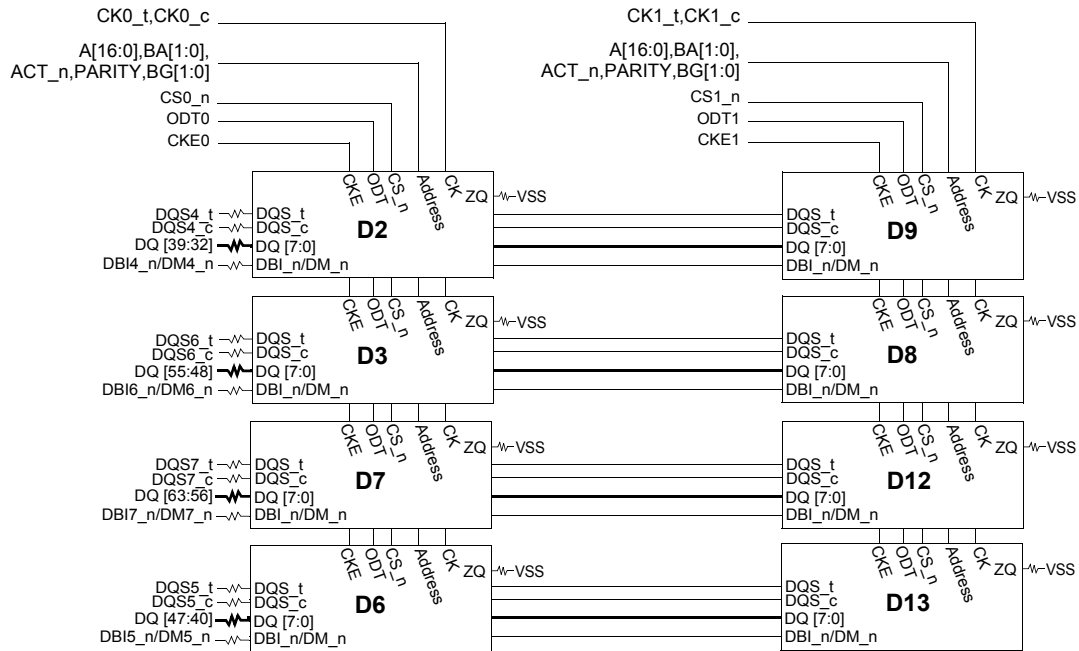 CK0_t,CK0_c
A[16:0],BA[1:0],
ACT_n,PARITY,BG[1:0]
CS0_n
ODT0
CKE0
CK1_t,CK1_c
A[16:0],BA[1:0],
ACT_n,PARITY,BG[1:0]
CS1_n
ODT1
CKE1
CKE
ODT
CS_n
Address
CK
ZQ
VSS
DQS4_t
DQS4_c
DQ [39:32]
DBI4_n/DM4_n
DQS_t
DQS_c
DQ [7:0]
DBI_n/DM_n
D2
CKE
ODT
CS_n
Address
CK
ZQ
VSS
DQS_t
DQS_c
DQ [7:0]
DBI_n/DM_n
D9
CKE
ODT
CS_n
Address
CK
ZQ
VSS
DQS6_t
DQS6_c
DQ [55:48]
DBI6_n/DM6_n
DQS_t
DQS_c
DQ [7:0]
DBI_n/DM_n
D3
CKE
ODT
CS_n
Address
CK
ZQ
VSS
DQS_t
DQS_c
DQ [7:0]
DBI_n/DM_n
D8
CKE
ODT
CS_n
Address
CK
ZQ
VSS
DQS7_t
DQS7_c
DQ [63:56]
DBI7_n/DM7_n
DQS_t
DQS_c
DQ [7:0]
DBI_n/DM_n
D7
CKE
ODT
CS_n
Address
CK
ZQ
VSS
DQS_t
DQS_c
DQ [7:0]
DBI_n/DM_n
D12
CKE
ODT
CS_n
Address
CK
ZQ
VSS
DQS5_t
DQS5_c
DQ [47:40]
DBI5_n/DM5_n
DQS_t
DQS_c
DQ [7:0]
DBI_n/DM_n
D6
CKE
ODT
CS_n
Address
CK
ZQ
VSS
DQS_t
DQS_c
DQ [7:0]
DBI_n/DM_n
D13